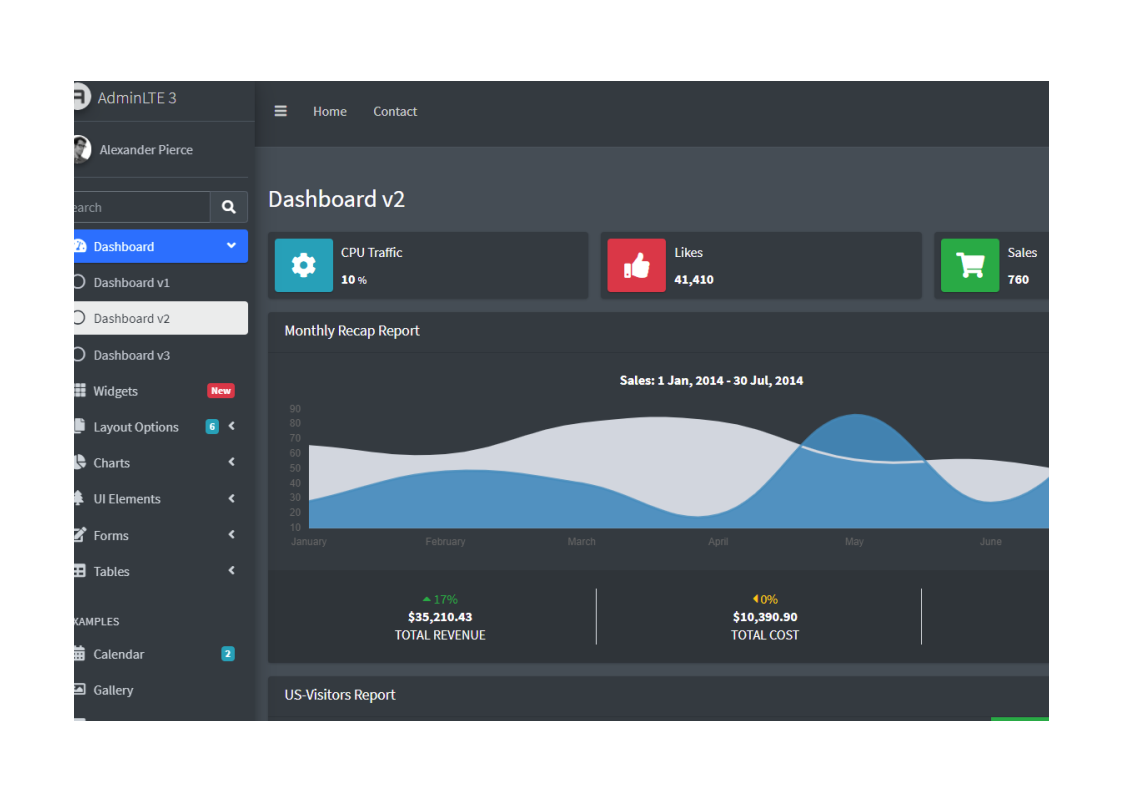 AdminLTE 3
Home
Contact
Alexander Pierce
earch
Dashboard
Dashboard v1
Dashboard v2
Dashboard v3
Widgets New
Layout Options 6
Charts
UI Elements
Forms
Tables
XAMPLES
Calendar 2
Gallery
Dashboard v2
CPU Traffic
10 %
Likes
41,410
Sales
760
Monthly Recap Report
Sales: 1 Jan, 2014 - 30 Jul, 2014
90
80
70
60
50
40
30
20
10
January February March April May June
17%
$35,210.43
TOTAL REVENUE
0%
$10,390.90
TOTAL COST
US-Visitors Report